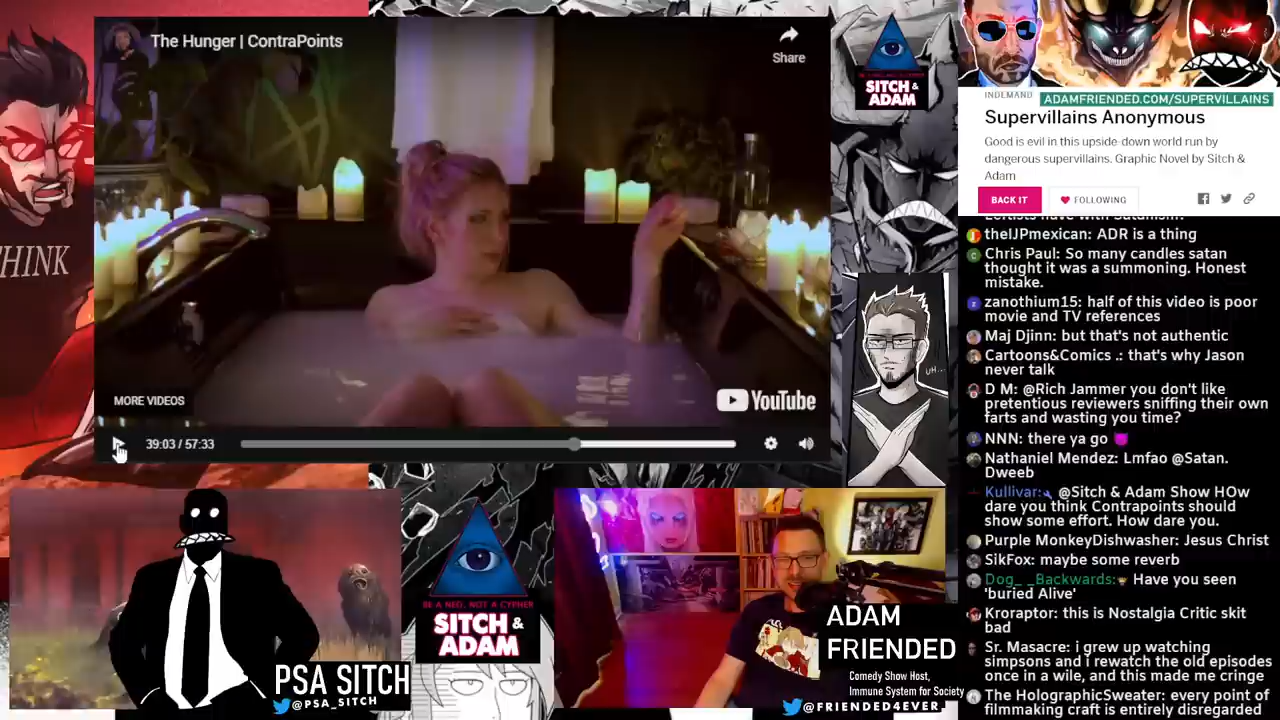 The Hunger | ContraPoints
Share
MORE VIDEOS
YouTube
39:03 / 57:33
THINK
SITCH &
ADAM
UH...
INDEMAND
ADAMFRIENDED.COM/SUPERVILLAINS
Supervillains Anonymous
Good is evil in this upside-down world run by
dangerous supervillains. Graphic Novel by Sitch &
Adam
BACK IT
FOLLOWING
Leftists have with Satanism?
theIJPmexican: ADR is a thing
Chris Paul: So many candles satan
thought it was a summoning. Honest
mistake.
zanothium15: half of this video is poor
movie and TV references
Maj Djinn: but that's not authentic
Cartoons&Comics .: that's why Jason
never talk
D M: @Rich Jammer you don't like
pretentious reviewers sniffing their own
farts and wasting you time?
NNN: there ya go
Nathaniel Mendez: Lmfao @Satan.
Dweeb
Kullivar: @Sitch & Adam Show HOw
dare you think Contrapoints should
show some effort. How dare you.
Purple MonkeyDishwasher: Jesus Christ
SikFox: maybe some reverb
Dog_ _Backwards: Have you seen
'buried Alive'
Kroraptor: this is Nostalgia Critic skit
bad
Sr. Masacre: i grew up watching
simpsons and i rewatch the old episodes
once in a wile, and this made me cringe
The HolographicSweater: every point of
filmmaking craft is entirely disregarded
BE A NEO, NOT A CYPHER
SITCH &
ADAM
PSA SITCH
@PSA_SITCH
ADAM
FRIENDED
Comedy Show Host,
Immune System for Society
@FRIENDED4EVER